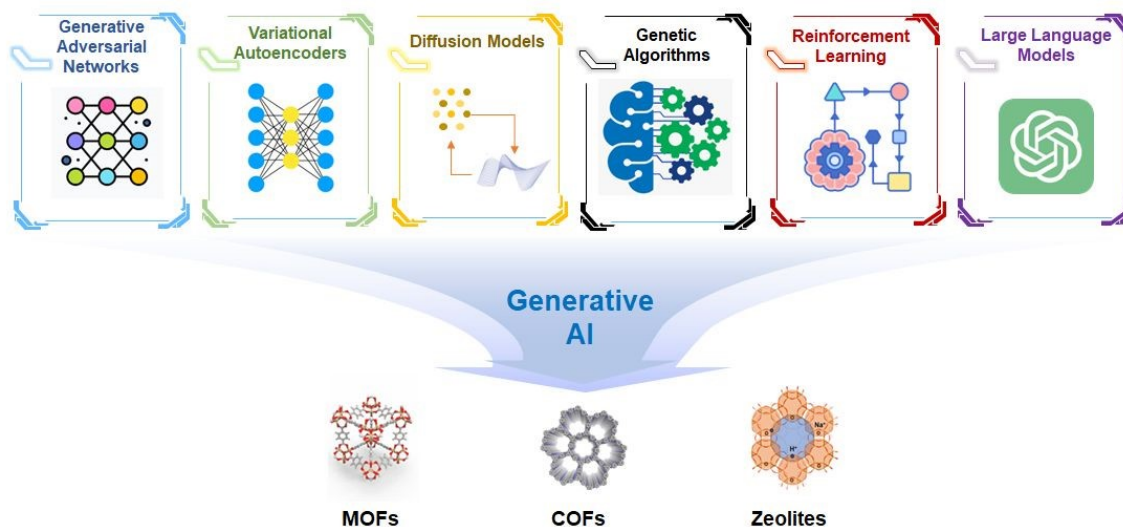 Generative
Adversarial
Networks
Variational
Autoencoders
Diffusion Models
Genetic
Algorithms
Reinforcement
Learning
Large Language
Models
Generative
AI
Na⁺
H⁺
MOFs
COFs
Zeolites